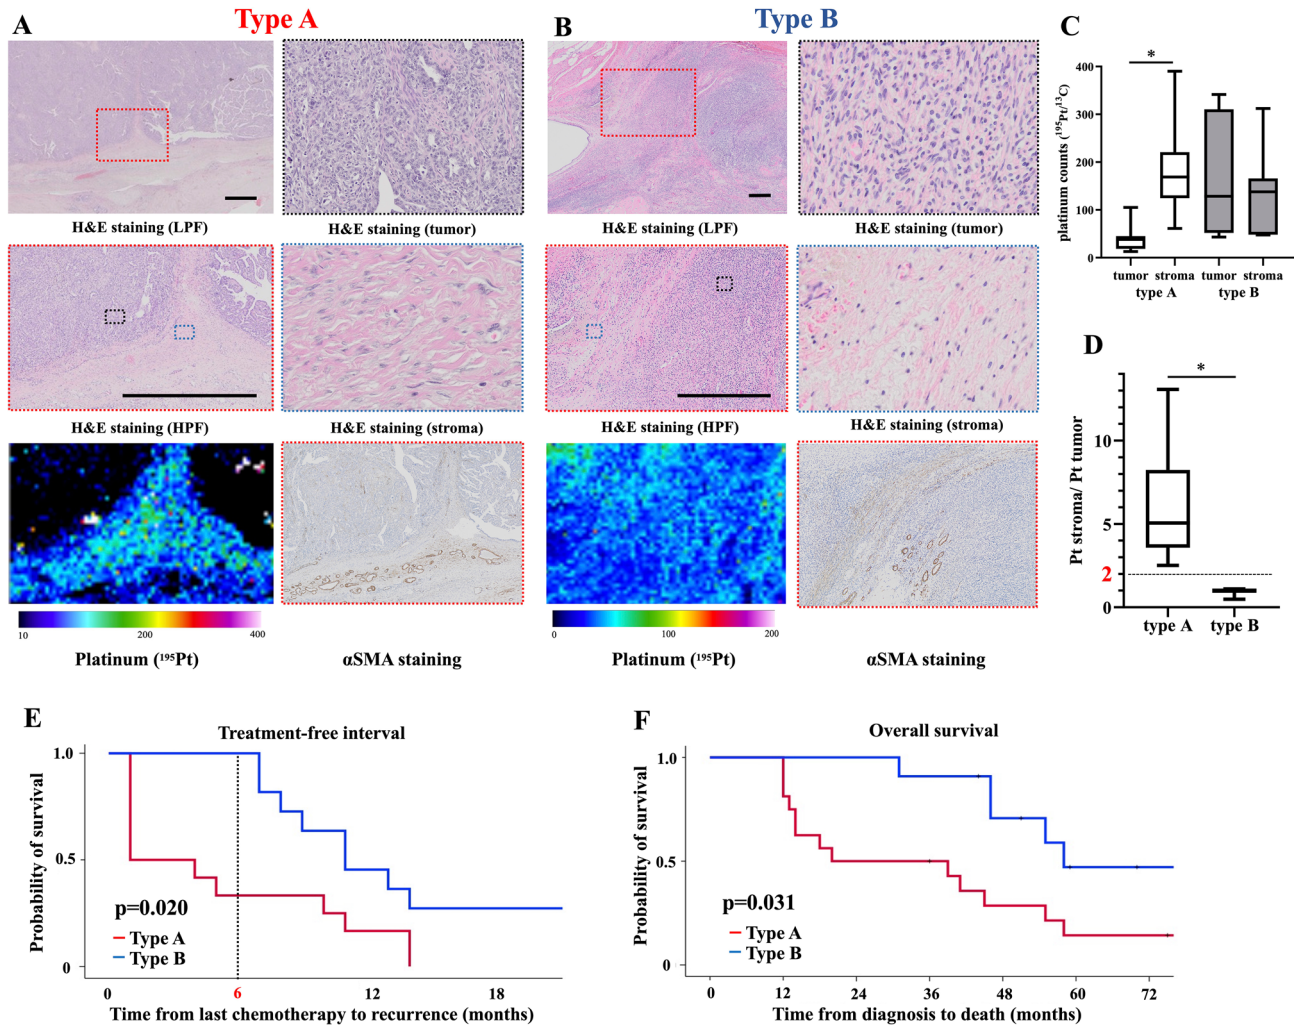 A
Type A
B
Type B
C
H&E staining (LPF)
H&E staining (tumor)
H&E staining (LPF)
H&E staining (tumor)
platinum counts (195Pt/13C)
400
300
200
100
0
*
tumor stroma tumor stroma
type A type B
H&E staining (HPF)
H&E staining (stroma)
H&E staining (HPF)
H&E staining (stroma)
D
Pt stroma/ Pt tumor
10
5
2
0
*
type A type B
10 200 400
Platinum (195Pt)
αSMA staining
0 100 200
Platinum (195Pt)
αSMA staining
E
Treatment-free interval
Probability of survival
1.0
0.5
0
p=0.020
Type A
Type B
0 6 12 18
Time from last chemotherapy to recurrence (months)
F
Overall survival
Probability of survival
1.0
0.5
0
p=0.031
Type A
Type B
0 12 24 36 48 60 72
Time from diagnosis to death (months)